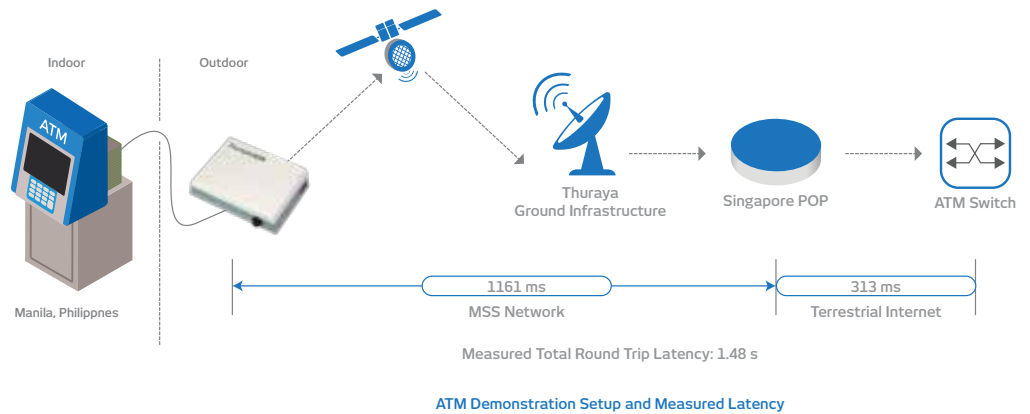 Indoor
Outdoor
ATM
Thuraya
Ground Infrastructure
Singapore POP
ATM Switch
1161 ms
313 ms
MSS Network
Terrestrial Internet
Manila, Philippnes
Measured Total Round Trip Latency: 1.48 s
ATM Demonstration Setup and Measured Latency